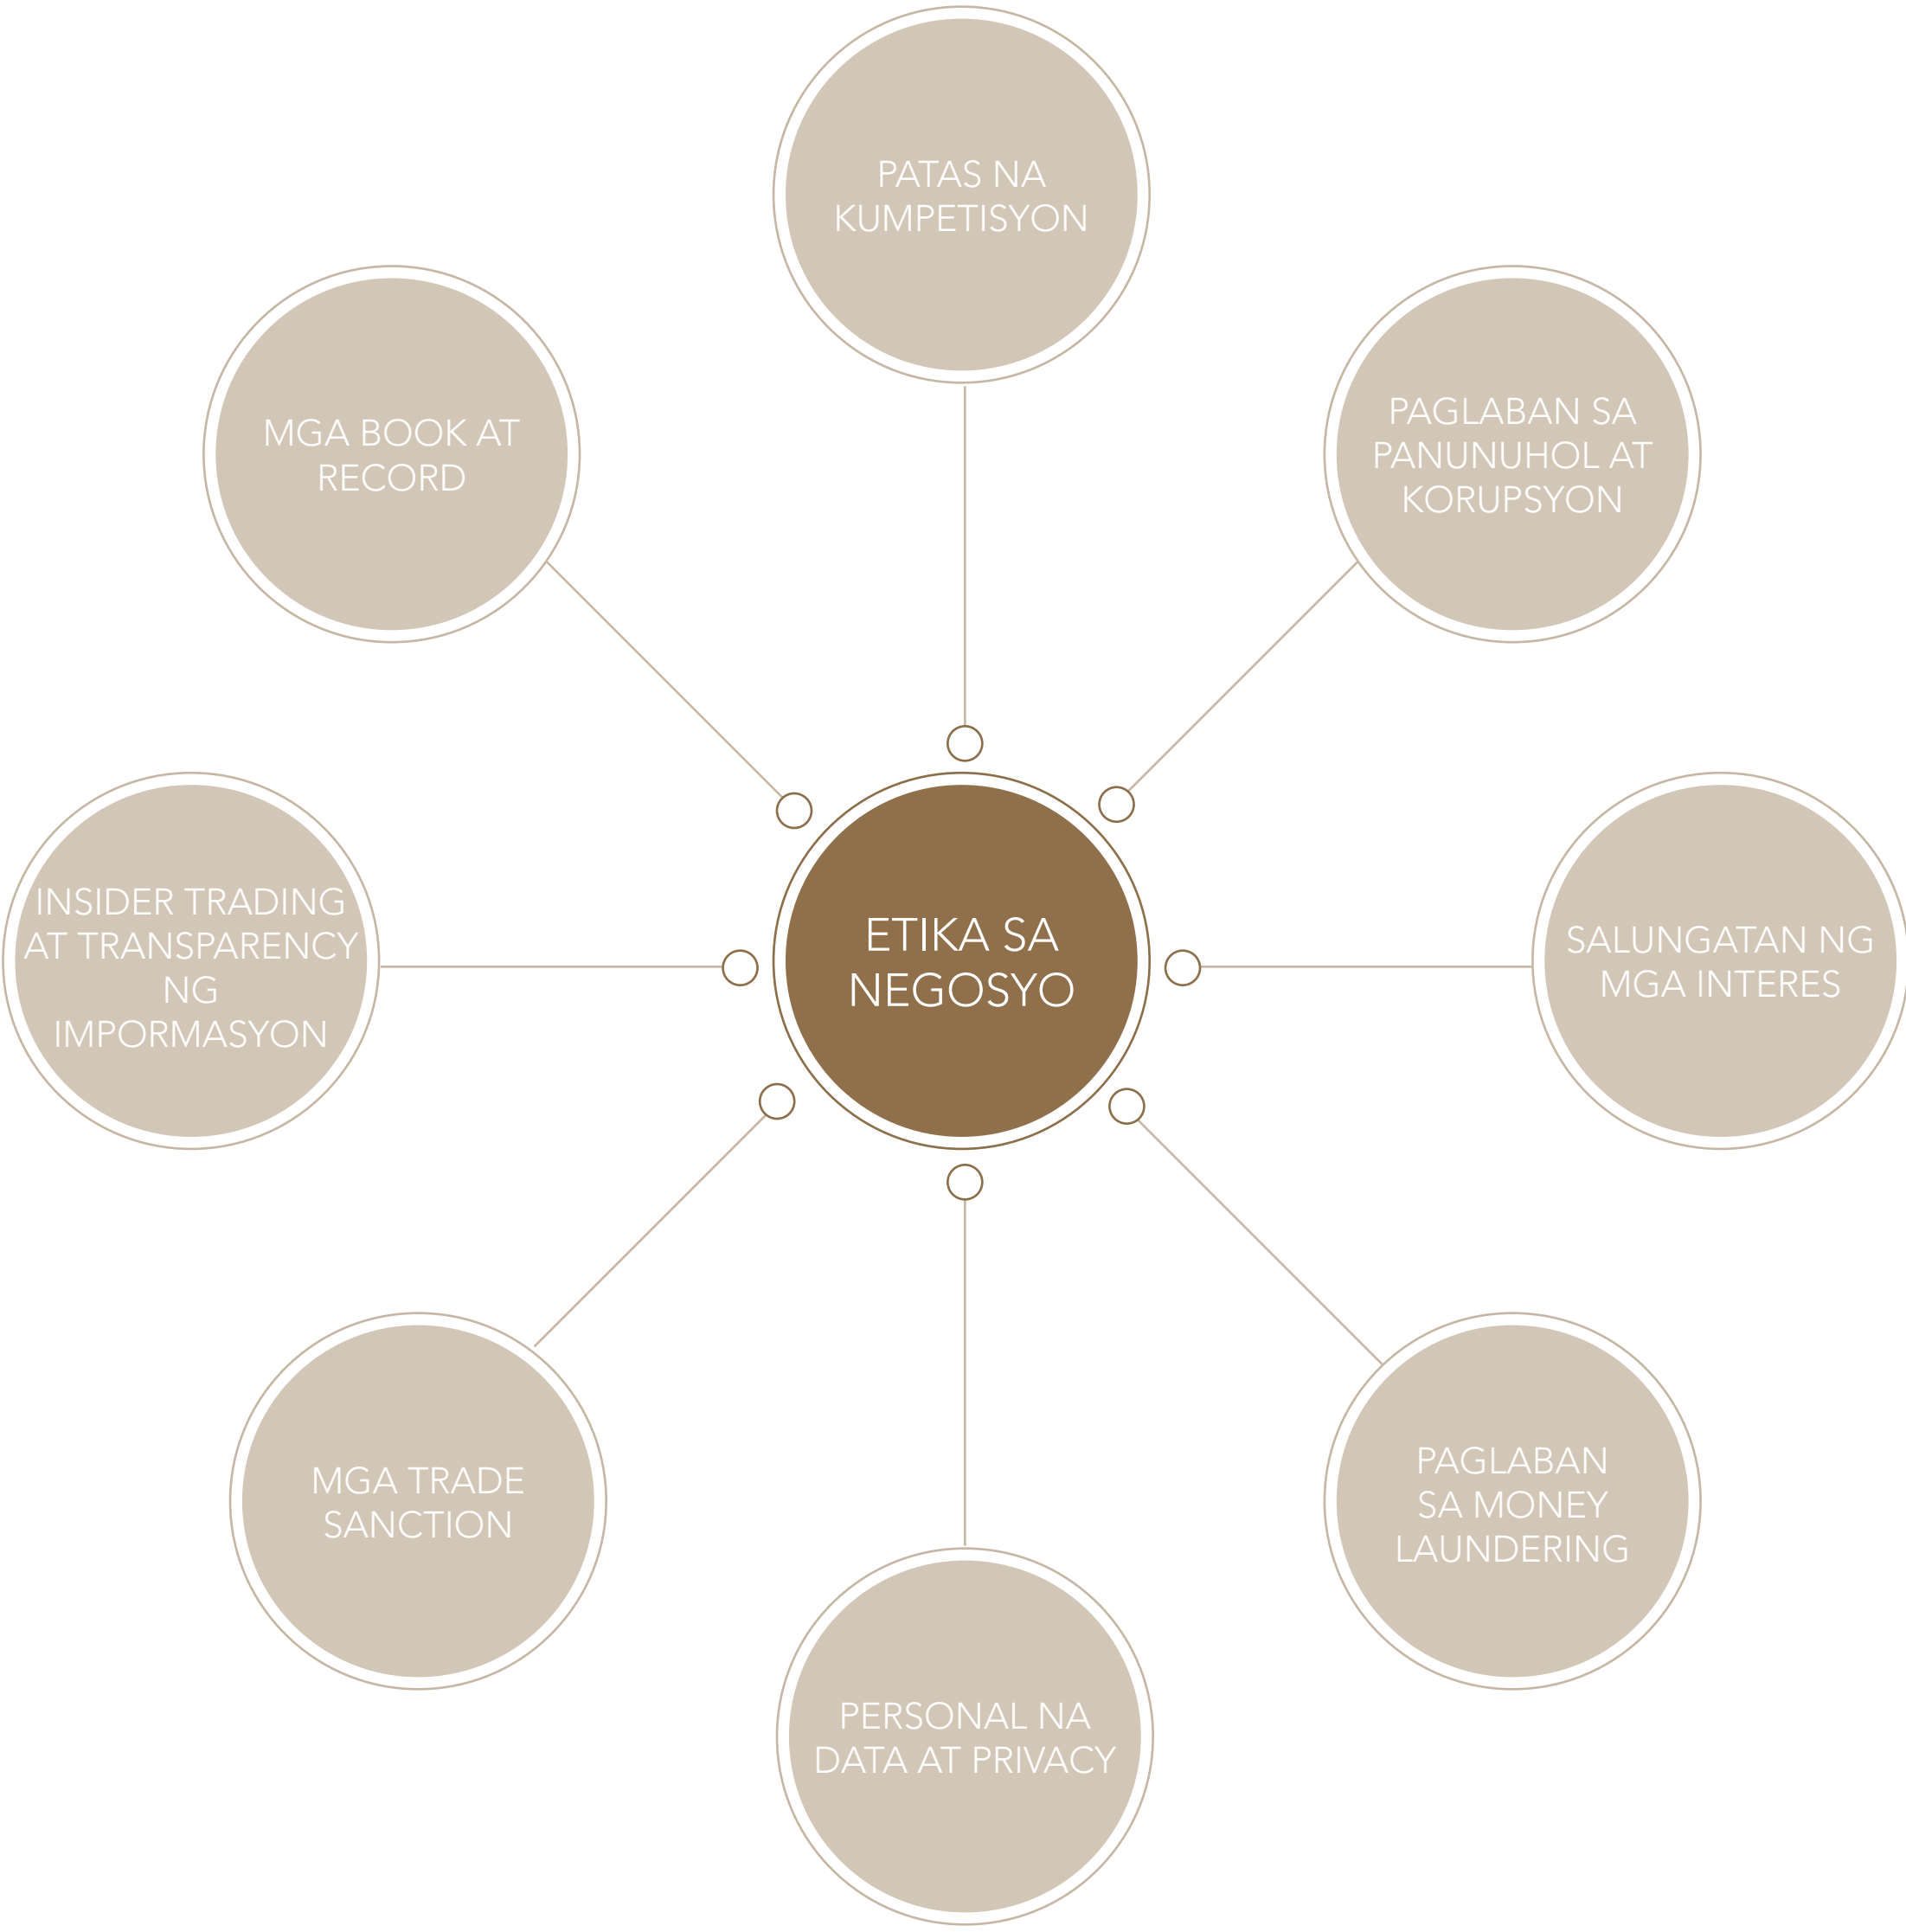 PATAS NA
KUMPETISYON
MGA BOOK AT
RECORD
PAGLABAN SA
PANUNUHOL AT
KORUPSYON
INSIDER TRADING
AT TRANSPARENCY
NG
IMPORMASYON
ETIKA SA
NEGOSYO
SALUNGATAN NG
MGA INTERES
MGA TRADE
SANCTION
PAGLABAN
SA MONEY
LAUNDERING
PERSONAL NA
DATA AT PRIVACY